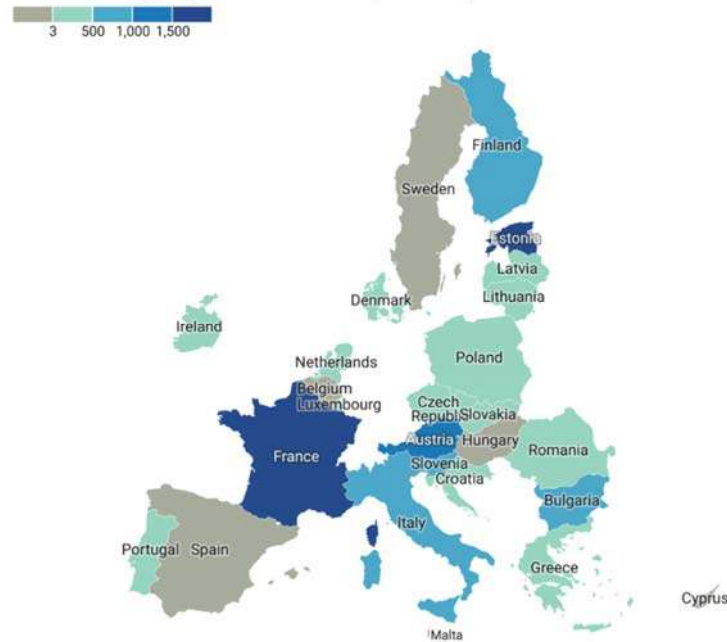 3 500 1,000 1,500
Finland
Sweden
Estonia
Latvia
Lithuania
Denmark
Ireland
Netherlands
Poland
Belgium
Luxembourg
Czech
Republic
Slovakia
France
Austria
Hungary
Romania
Slovenia
Croatia
Bulgaria
Italy
Portugal
Spain
Greece
Cyprus
Malta